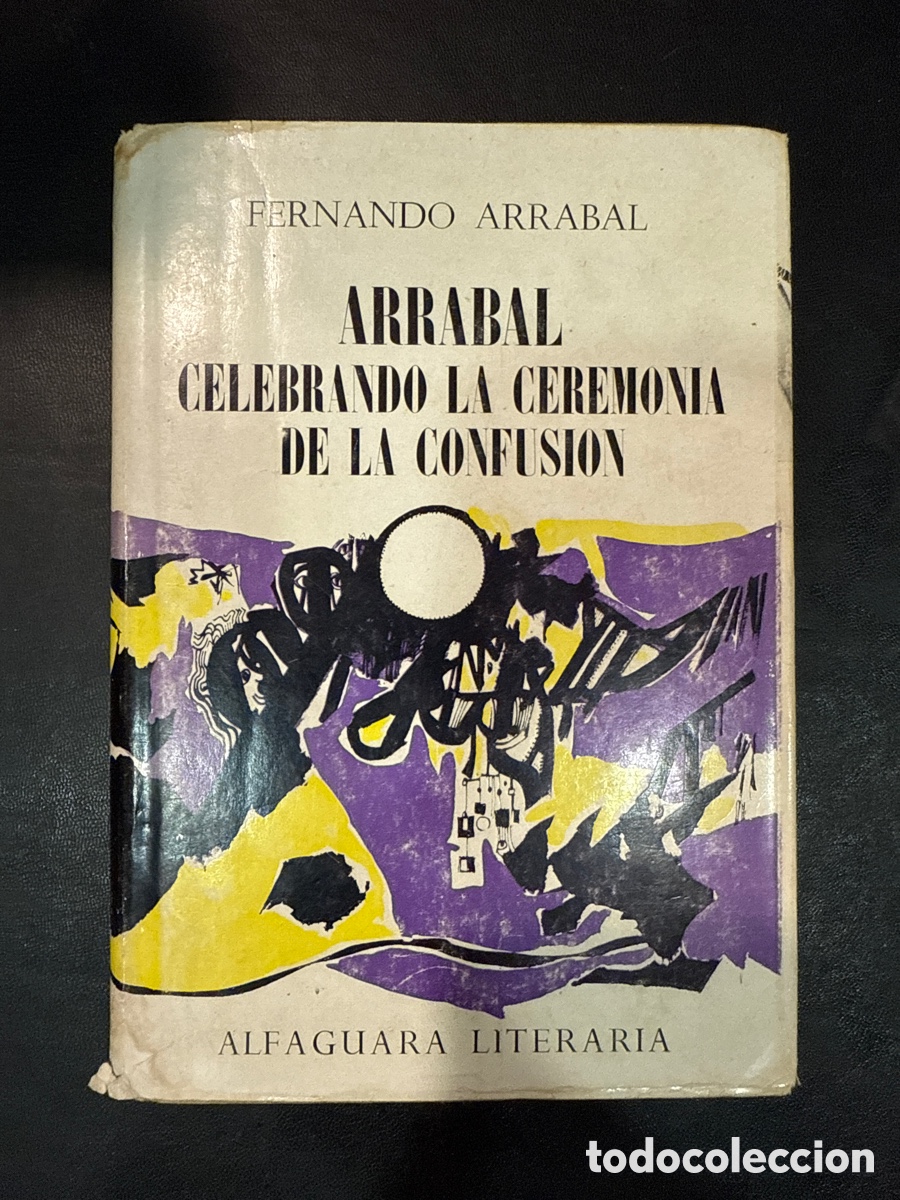 FERNANDO ARRABAL
ARRABAL
CELEBRANDO LA CEREMONIA
DE LA CONFUSION
ALFAGUARA LITERARIA
todocoleccion